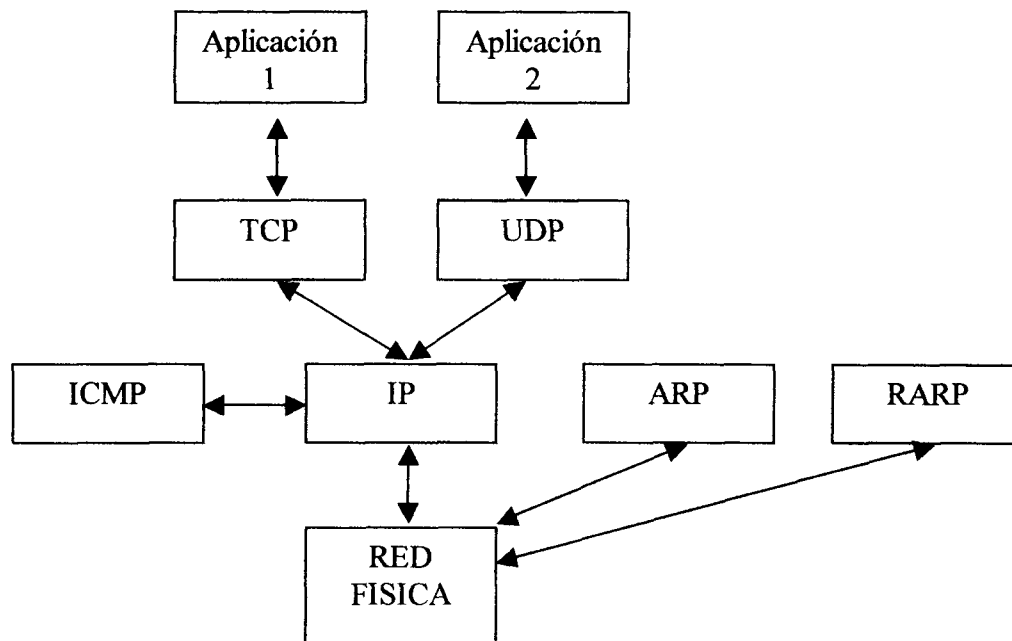 Aplicación
1
Aplicación
2
TCP
UDP
ICMP
IP
ARP
RARP
RED
FISICA